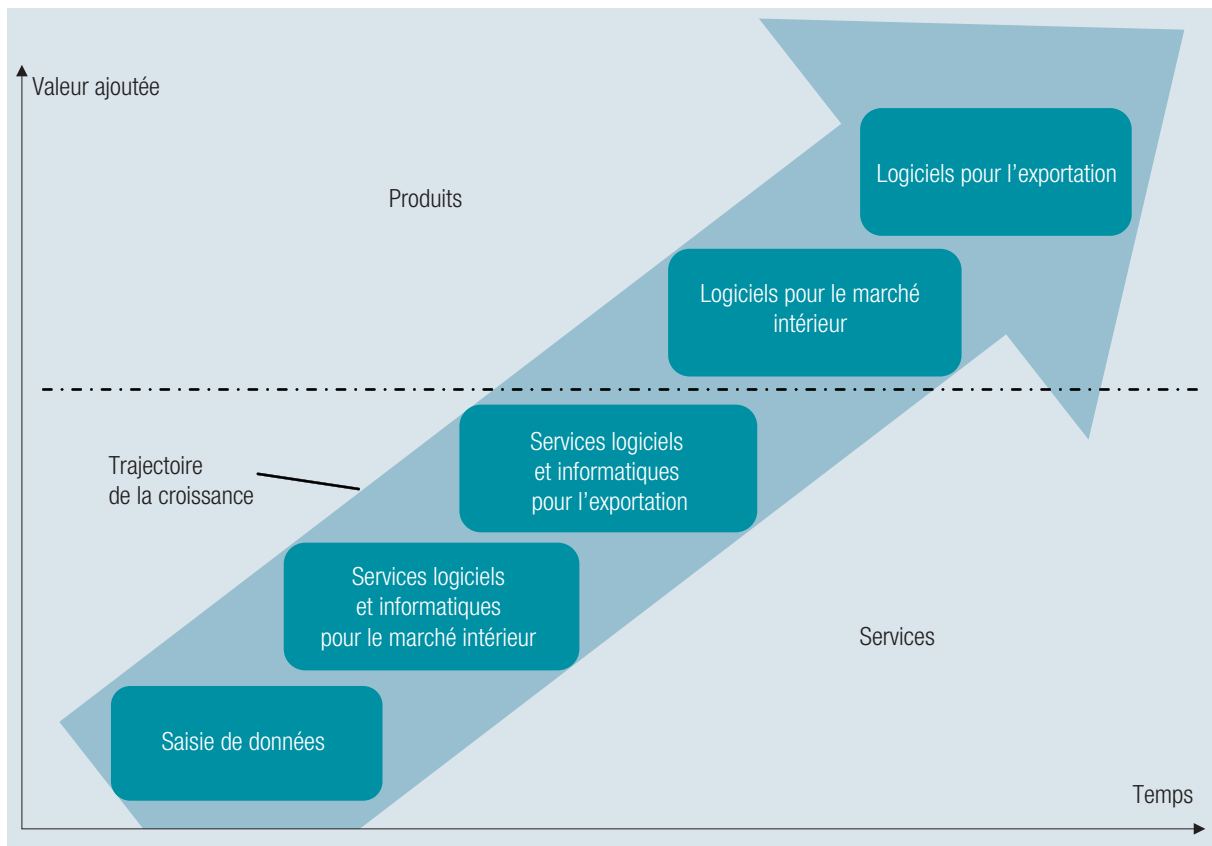 Valeur ajoutée
Produits
Logiciels pour l'exportation
Logiciels pour le marché
intérieur
Trajectoire
de la croissance
Services logiciels
et informatiques
pour l'exportation
Services logiciels
et informatiques
pour le marché intérieur
Services
Saisie de données
Temps